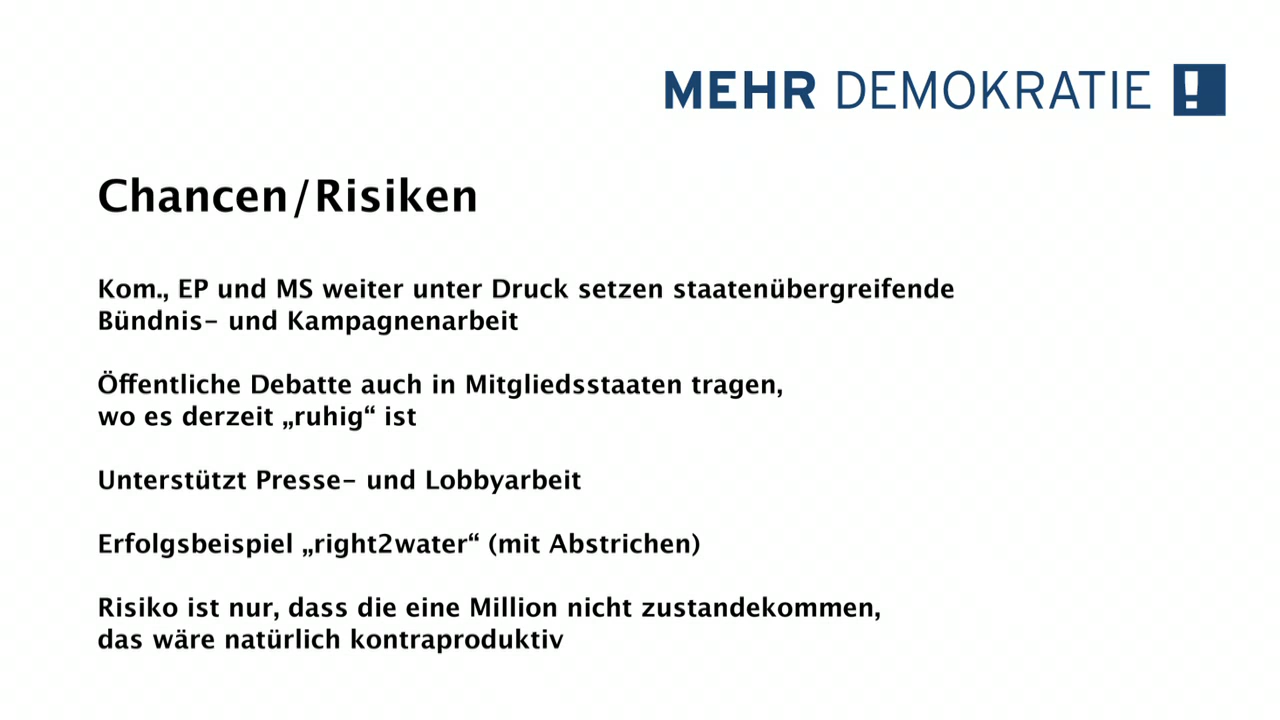 MEHR DEMOKRATIE !
Chancen/Risiken
Kom., EP und MS weiter unter Druck setzen staatenübergreifende
Bündnis- und Kampagnenarbeit
Öffentliche Debatte auch in Mitgliedsstaaten tragen,
wo es derzeit „ruhig“ ist
Unterstützt Presse- und Lobbyarbeit
Erfolgsbeispiel „right2water“ (mit Abstrichen)
Risiko ist nur, dass die eine Million nicht zustandekommen,
das wäre natürlich kontraproduktiv